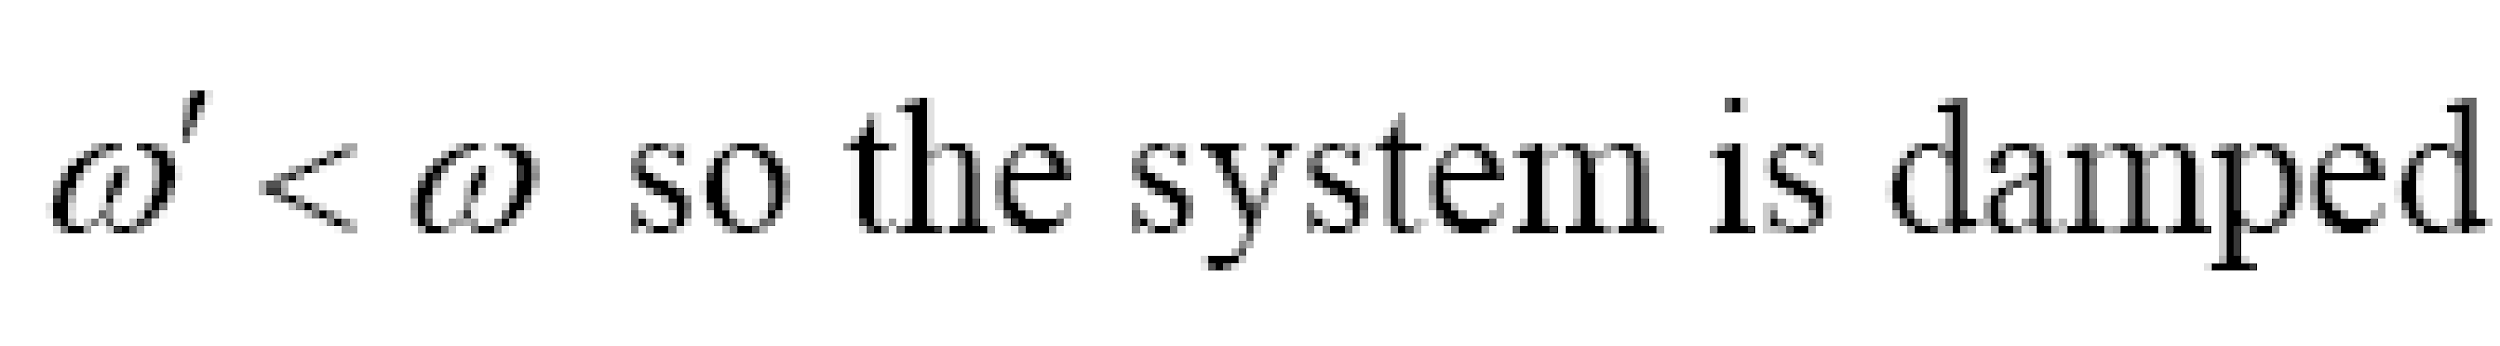 ω′ < ω so the system is damped